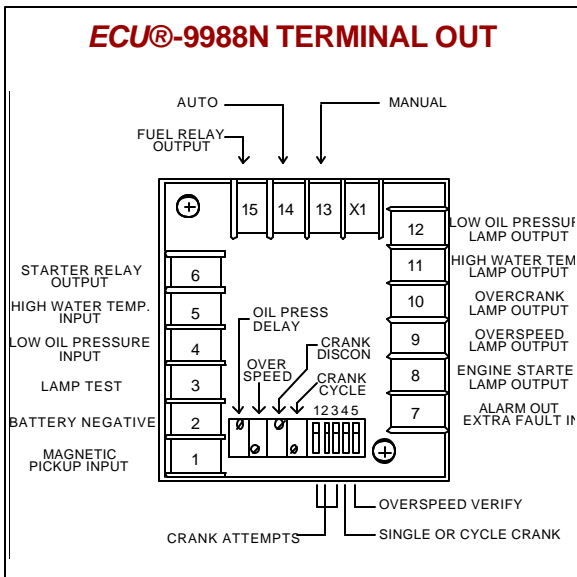 ECU®-9988N TERMINAL OUT
AUTO
MANUAL
FUEL RELAY
OUTPUT
15
14
13
X1
STARTER RELAY
OUTPUT
HIGH WATER TEMP.
INPUT
LOW OIL PRESSURE
INPUT
LAMP TEST
BATTERY NEGATIVE
MAGNETIC
PICKUP INPUT
6
5
4
3
2
1
OIL PRESS
DELAY
OVER
SPEED
CRANK
DISCON
CRANK
CYCLE
12345
12
11
10
9
8
7
LOW OIL PRESSUR
LAMP OUTPUT
HIGH WATER TEM
LAMP OUTPUT
OVERCRANK
LAMP OUTPUT
OVERSPEED
LAMP OUTPUT
ENGINE STARTE
LAMP OUTPUT
ALARM OUT
EXTRA FAULT IN
OVERSPEED VERIFY
CRANK ATTEMPTS
SINGLE OR CYCLE CRANK